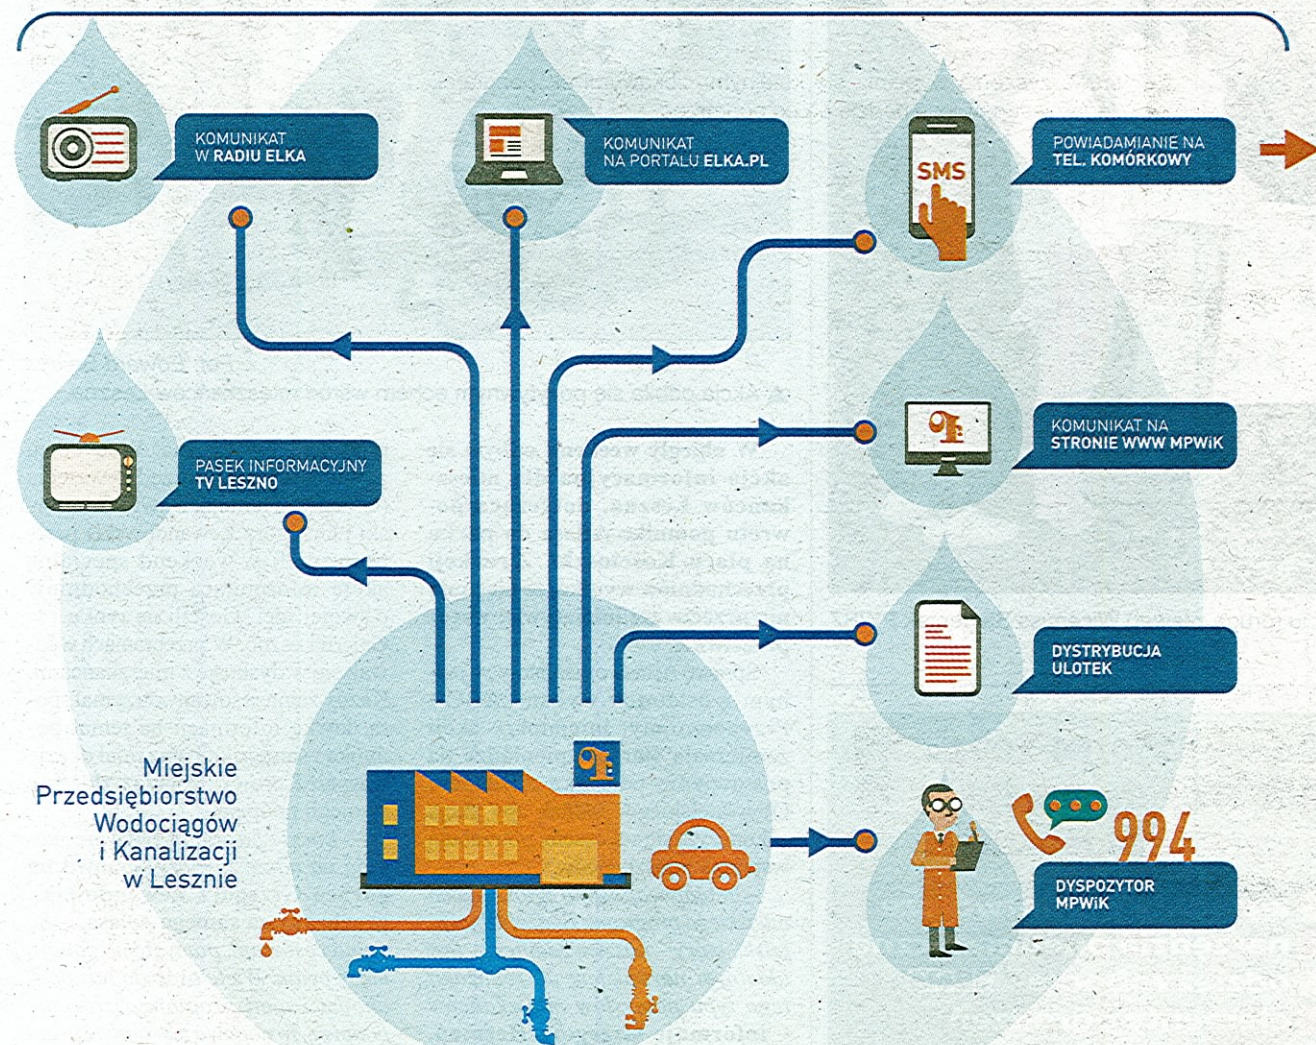 KOMUNIKAT
W RADIU ELKA
KOMUNIKAT
NA PORTALU ELKA.PL
SMS
POWIADAMIANIE NA
TEL. KOMÓRKOWY
PASEK INFORMACYJNY
TV LESZNO
KOMUNIKAT NA
STRONIE WWW MPWiK
DYSTRYBUCJA
ULOTEK
Miejskie
Przedsiębiorstwo
Wodociągów
i Kanalizacji
w Lesznie
994
DYSPOZYTOR
MPWiK